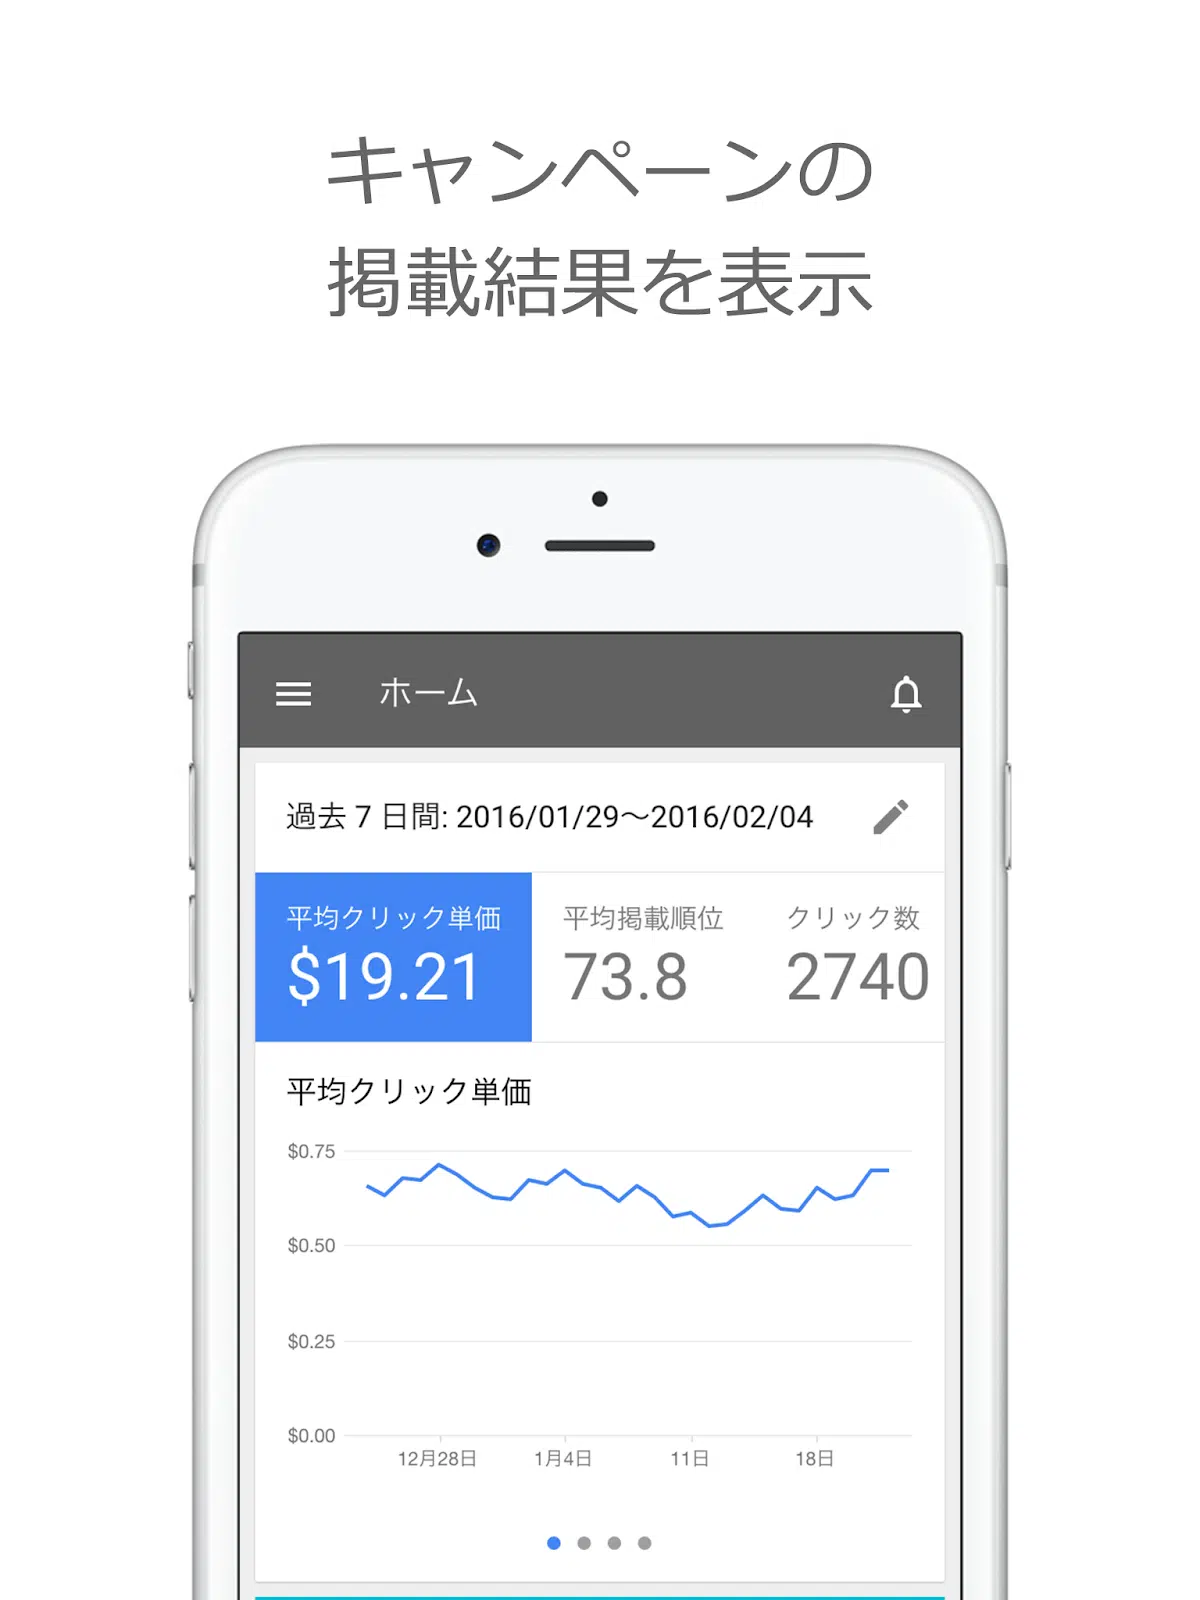 キャンペーンの
掲載結果を表示
ホーム
過去 7 日間: 2016/01/29〜2016/02/04
平均クリック単価 平均掲載順位 クリック数
$19.21 73.8 2740
平均クリック単価
$0.75
$0.50
$0.25
$0.00
12月28日 1月4日 11日 18日